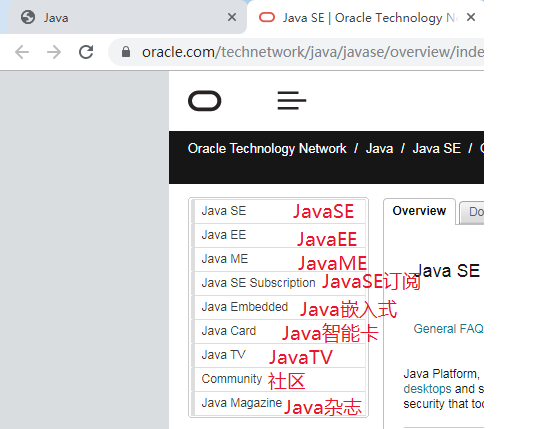 Java
Java SE | Oracle Technology N
oracle.com/technetwork/java/javase/overview/inde
Oracle Technology Network / Java / Java SE /
Java SE JavaSE
Java EE JavaEE
Java ME JavaME
Java SE Subscription JavaSE订阅
Java Embedded Java嵌入式
Java Card Java智能卡
Java TV JavaTV
Community 社区
Java Magazine Java杂志
Overview Do
Java SE
General FAQ
Java Platform,
desktops and s
security that too